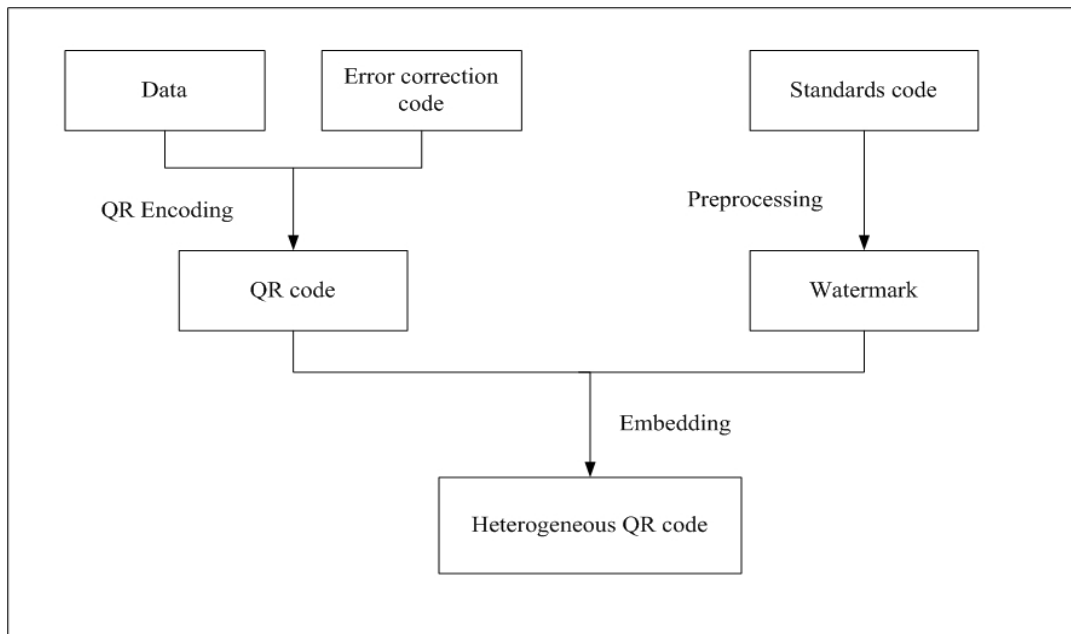 Data
Error correction
code
Standards code
QR Encoding
Preprocessing
QR code
Watermark
Embedding
Heterogeneous QR code